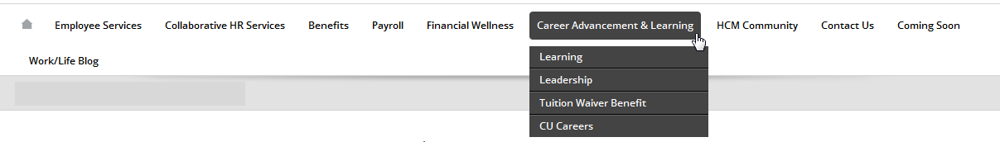 Employee Services Collaborative HR Services Benefits Payroll Financial Wellness Career Advancement & Learning HCM Community Contact Us Coming Soon
Work/Life Blog
Learning
Leadership
Tuition Waiver Benefit
CU Careers